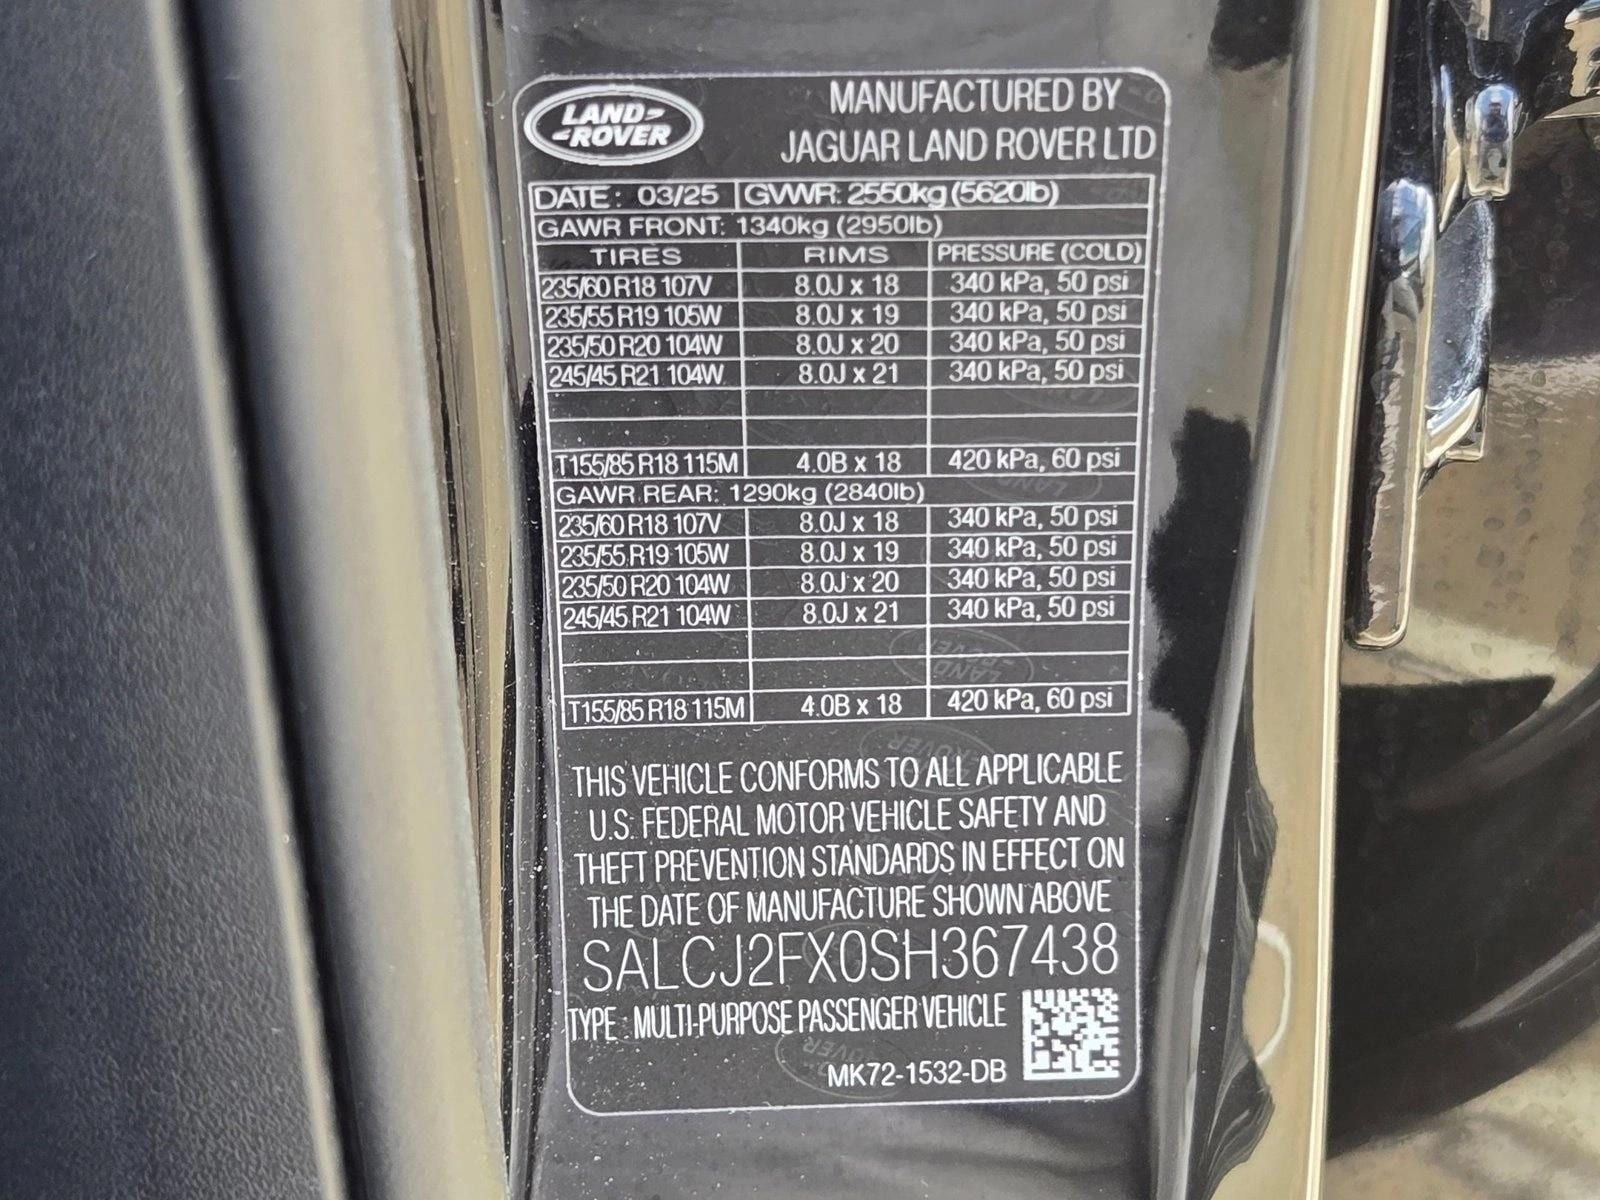 LAND ROVER
MANUFACTURED BY
JAGUAR LAND ROVER LTD
DATE: 03/25 GVWR: 2550kg (5620lb)
GAWR FRONT: 1340kg (2950lb)
TIRES RIMS PRESSURE (COLD)
235/60 R18 107V 8.0J x 18 340 kPa, 50 psi
235/55 R19 105W 8.0J x 19 340 kPa, 50 psi
235/50 R20 104W 8.0J x 20 340 kPa, 50 psi
245/45 R21 104W 8.0J x 21 340 kPa, 50 psi
T155/85 R18 115M 4.0B x 18 420 kPa, 60 psi
GAWR REAR: 1290kg (2840lb)
235/60 R18 107V 8.0J x 18 340 kPa, 50 psi
235/55 R19 105W 8.0J x 19 340 kPa, 50 psi
235/50 R20 104W 8.0J x 20 340 kPa, 50 psi
245/45 R21 104W 8.0J x 21 340 kPa, 50 psi
T155/85 R18 115M 4.0B x 18 420 kPa, 60 psi
THIS VEHICLE CONFORMS TO ALL APPLICABLE
U.S. FEDERAL MOTOR VEHICLE SAFETY AND
THEFT PREVENTION STANDARDS IN EFFECT ON
THE DATE OF MANUFACTURE SHOWN ABOVE
SALCJ2FX0SH367438
TYPE : MULTI-PURPOSE PASSENGER VEHICLE
MK72-1532-DB